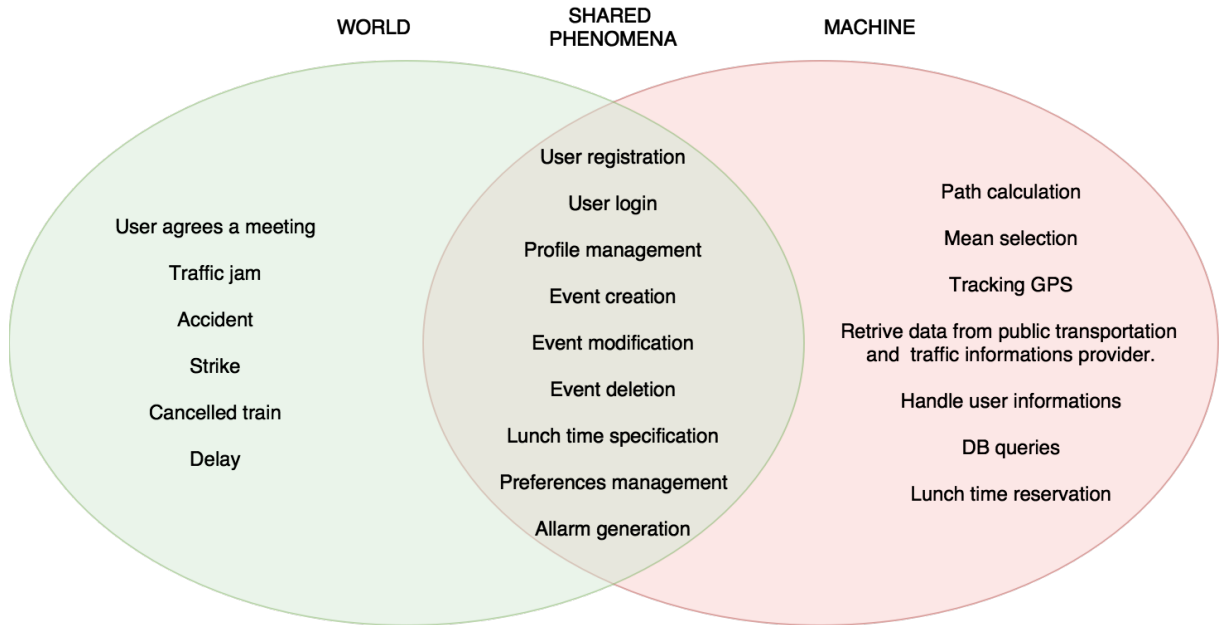 WORLD
SHARED
PHENOMENA
MACHINE
User agrees a meeting
Traffic jam
Accident
Strike
Cancelled train
Delay
User registration
User login
Profile management
Event creation
Event modification
Event deletion
Lunch time specification
Preferences management
Allarm generation
Path calculation
Mean selection
Tracking GPS
Retrive data from public transportation
and traffic informations provider.
Handle user informations
DB queries
Lunch time reservation